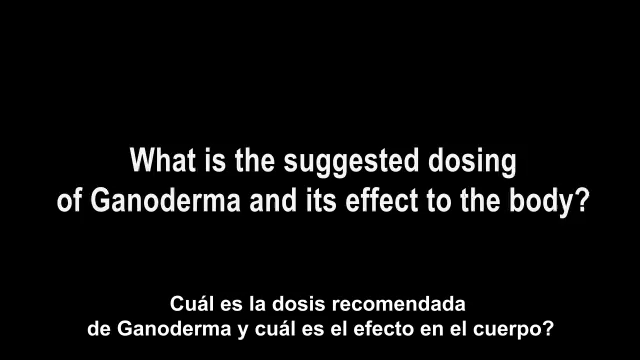 What is the suggested dosing
of Ganoderma and its effect to the body?
Cuál es la dosis recomendada
de Ganoderma y cuál es el efecto en el cuerpo?